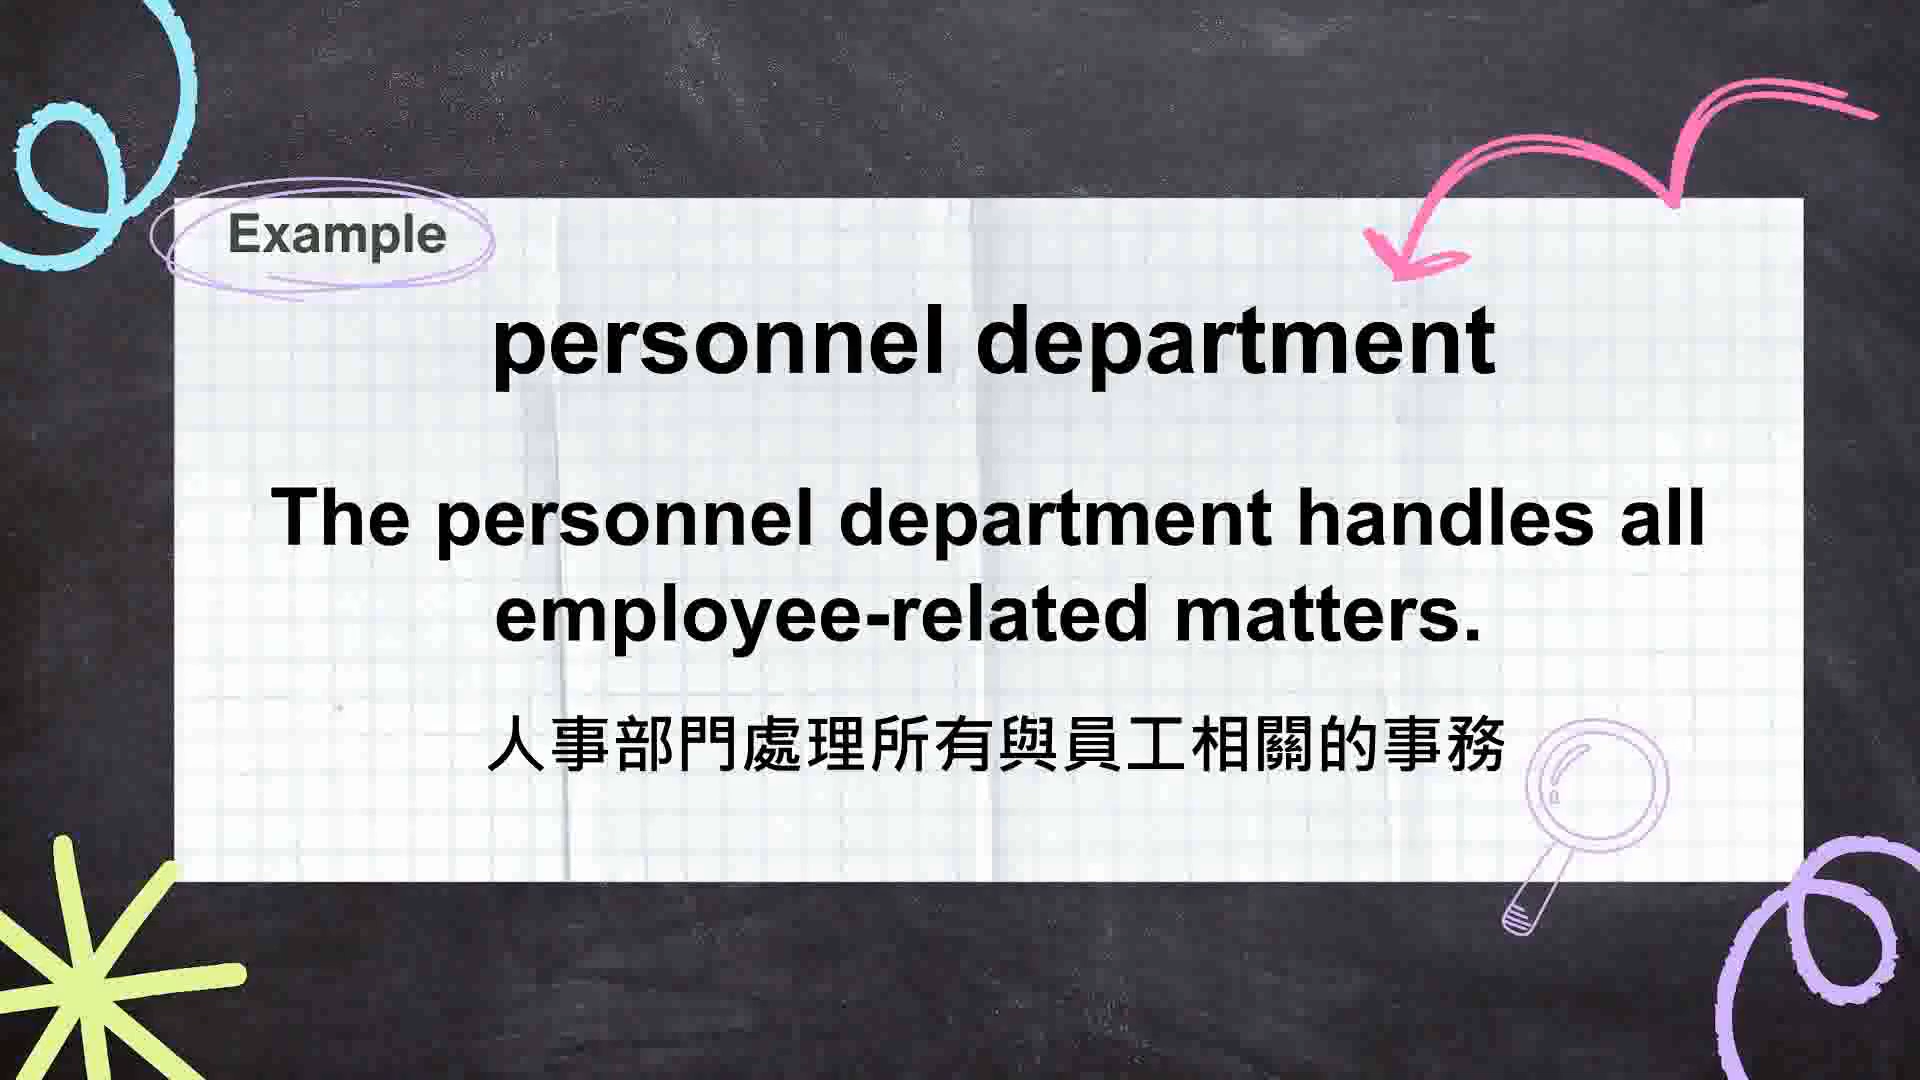 Example
personnel department
The personnel department handles all
employee-related matters.
人事部門處理所有與員工相關的事務